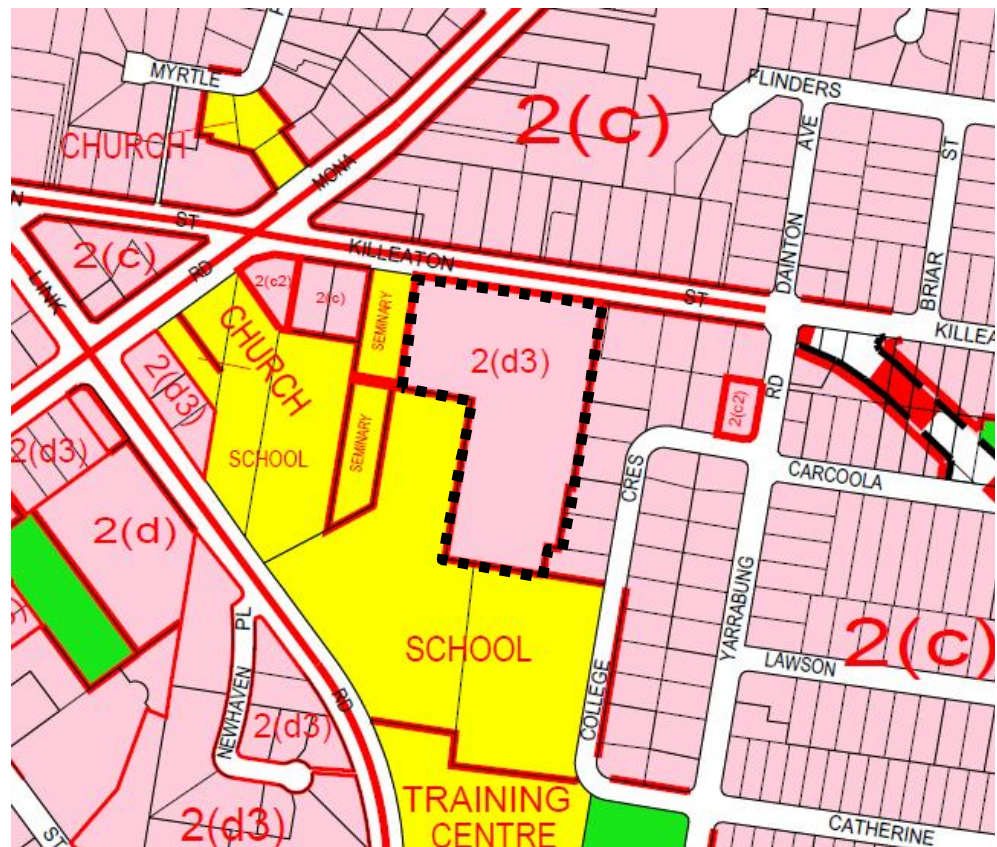 MYRTLE
FLINDERS
2(c)
CHURCH
MONA
AVE
ST
N
ST
KILLEATON
DAINTON
BRIAR
2(c)
RD
2(c2)
2(c)
ST
KILLEA
LINK
SEMINARY
CHURCH
2(d3)
2(d3)
RD
2(c2)
2(d3)
SCHOOL
SEMINARY
CRES
CARCOOLA
2(d)
YARRABUNG
2(c)
PL
SCHOOL
LAWSON
RD
NEWHAVEN
2(d3)
COLLEGE
TRAINING
CENTRE
2(d3)
ST
CATHERINE